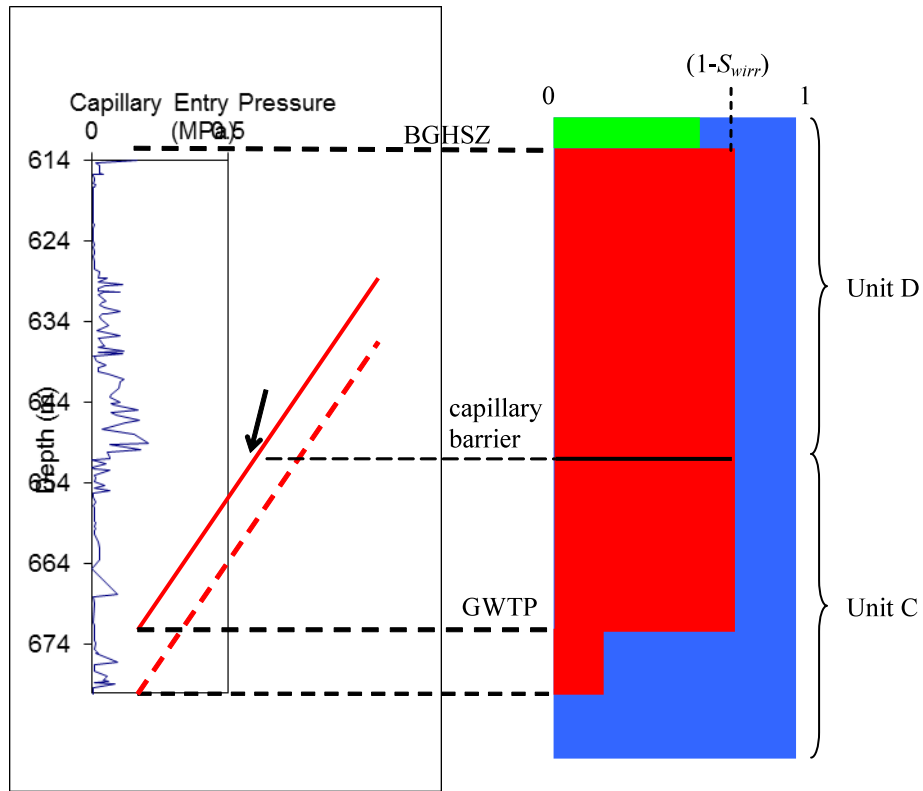 Capillary Entry Pressure
(MPa)
0 0.5
614
624
634
644
654
664
674
Depth (m)
BGHSZ
capillary
barrier
GWTP
(1-Swirr)
0 1
Unit D
Unit C